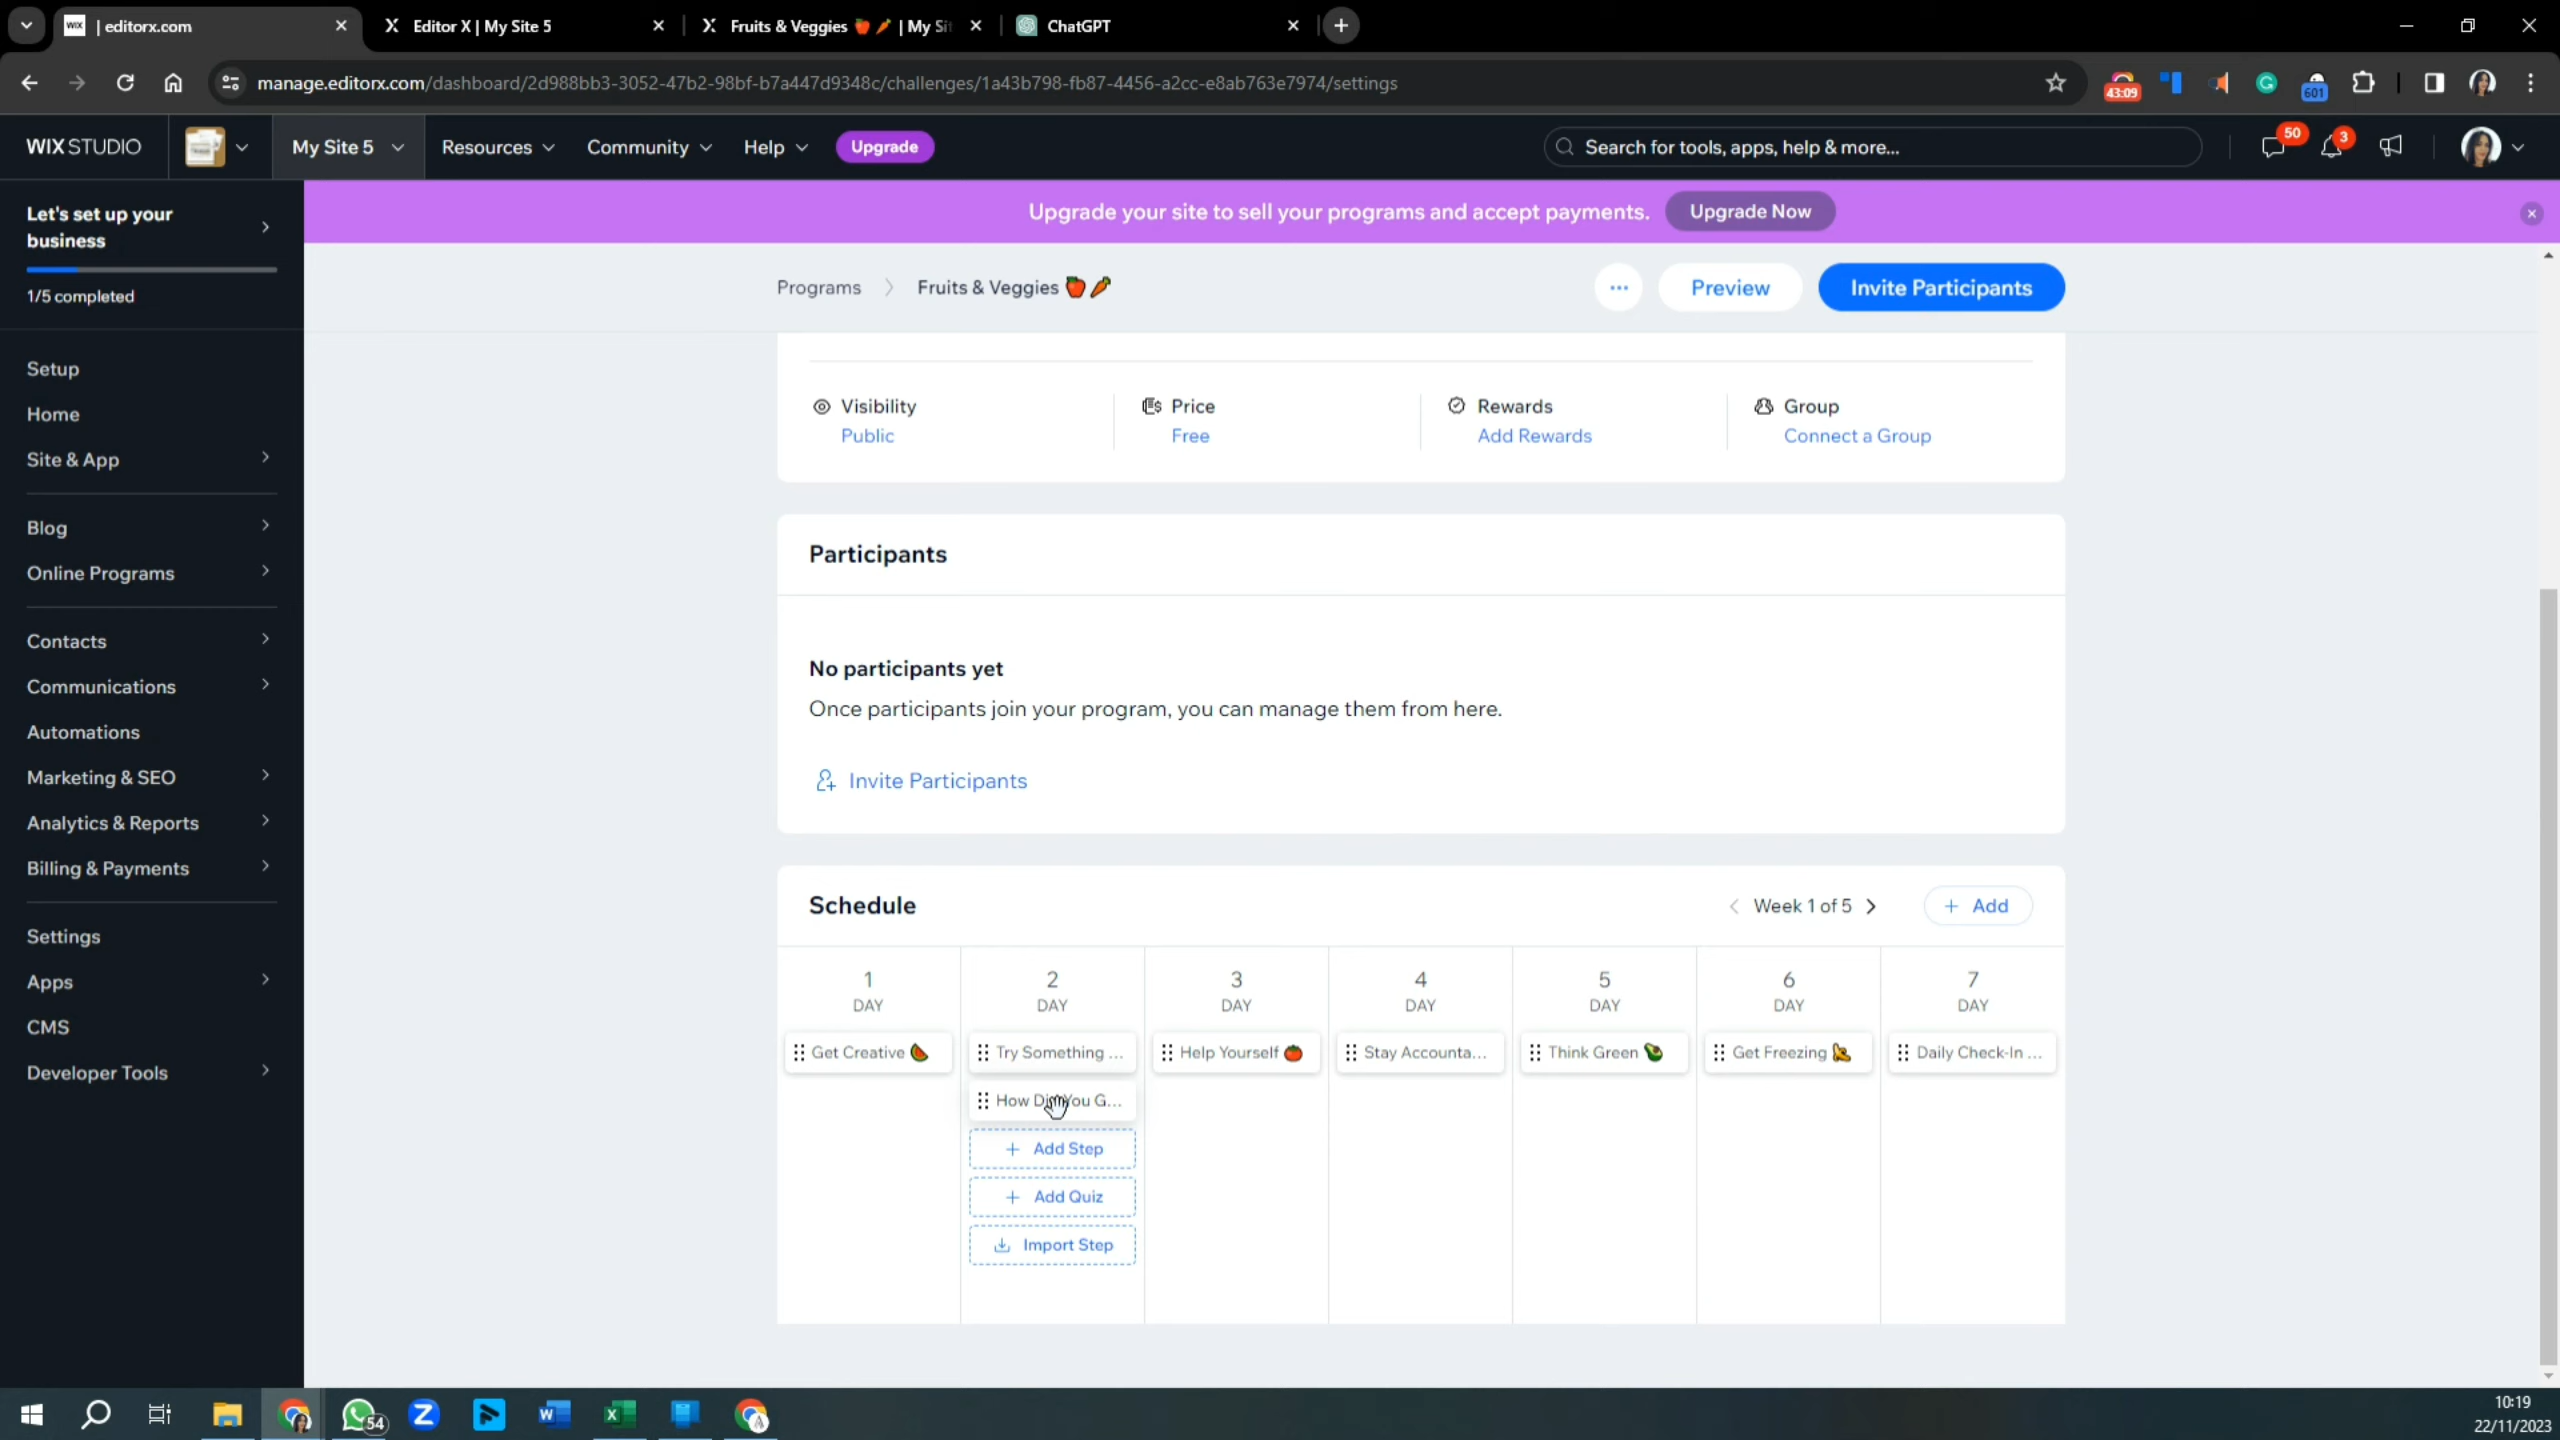 | editorx.com
Editor X | My Site 5
Fruits & Veggies 🍎🥕 | My Si
ChatGPT
manage.editorx.com/dashboard/2d988bb3-3052-47b2-98bf-b7a447d9348c/challenges/1a43b798-fb87-4456-a2cc-e8ab763e7974/settings
43:09
601
WIX STUDIO
My Site 5
Resources
Community
Help
Upgrade
Search for tools, apps, help & more...
50
3
Let's set up your
business
1/5 completed
Upgrade your site to sell your programs and accept payments.
Upgrade Now
Programs
Fruits & Veggies 🍎🥕
Preview
Invite Participants
Setup
Home
Site & App
Blog
Online Programs
Contacts
Communications
Automations
Marketing & SEO
Analytics & Reports
Billing & Payments
Settings
Apps
CMS
Developer Tools
Visibility
Public
Price
Free
Rewards
Add Rewards
Group
Connect a Group
Participants
No participants yet
Once participants join your program, you can manage them from here.
Invite Participants
Schedule
Week 1 of 5
+ Add
1 DAY
2 DAY
3 DAY
4 DAY
5 DAY
6 DAY
7 DAY
Get Creative 🍉
Try Something ...
Help Yourself 🍅
Stay Accounta...
Think Green 🥑
Get Freezing 🍌
Daily Check-In ...
How Did You G...
+ Add Step
+ Add Quiz
Import Step
54
10:19
22/11/2023